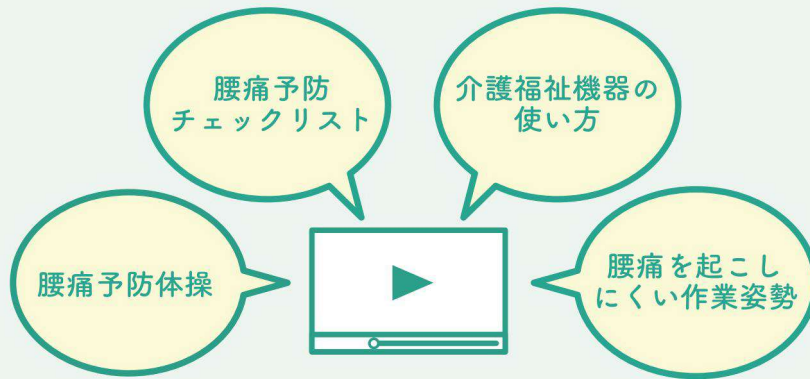 腰痛予防
チェックリスト
介護福祉機器の
使い方
腰痛予防体操
腰痛を起こし
にくい作業姿勢